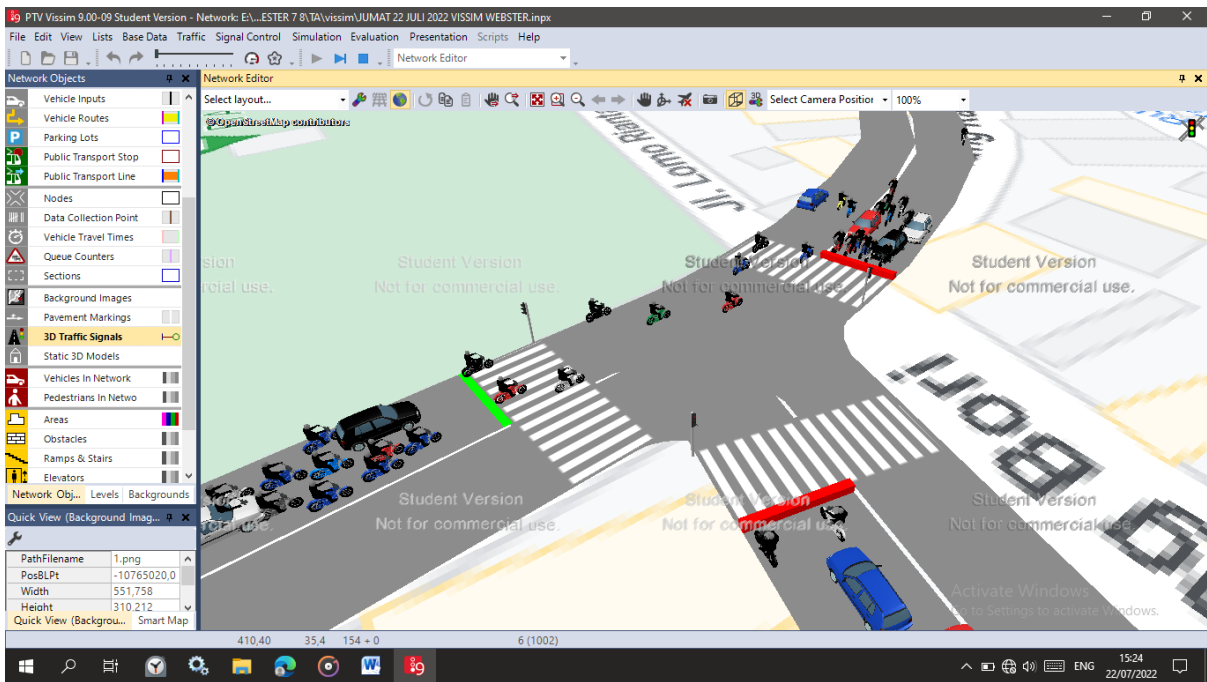 PTV Vissim 9.00-09 Student Version - Network: E:\...ESTER 7 8\TA\vissim\JUMAT 22 JULI 2022 VISSIM WEBSTER.inpx
File Edit View Lists Base Data Traffic Signal Control Simulation Evaluation Presentation Scripts Help
Network Editor
Network Objects
Network Editor
Select layout...
Select Camera Position
100%
Vehicle Inputs
Vehicle Routes
Parking Lots
Public Transport Stop
Public Transport Line
Nodes
Data Collection Point
Vehicle Travel Times
Queue Counters
Sections
Background Images
Pavement Markings
3D Traffic Signals
Static 3D Models
Vehicles In Network
Pedestrians In Netwo
Areas
Obstacles
Ramps & Stairs
Elevators
Network Obj... Levels Backgrounds
Quick View (Background Imag...
PathFilename 1.png
PosBLPt -10765020,0
Width 551,758
Height 310,212
Quick View (Backgrou... Smart Map
© OpenStreetMap contributors
sion
Student Version
Student Version
Student Version
rcial use.
Not for commercial use.
Not for commercial use.
Not for commercial use.
Student Version
Student Version
Student Version
Not for commercial use.
Not for commercial u
Not for commercial use.
Activate Windows
Go to Settings to activate Windows.
410,40 35,4 154 + 0 6 (1002)
ENG
15:24
22/07/2022